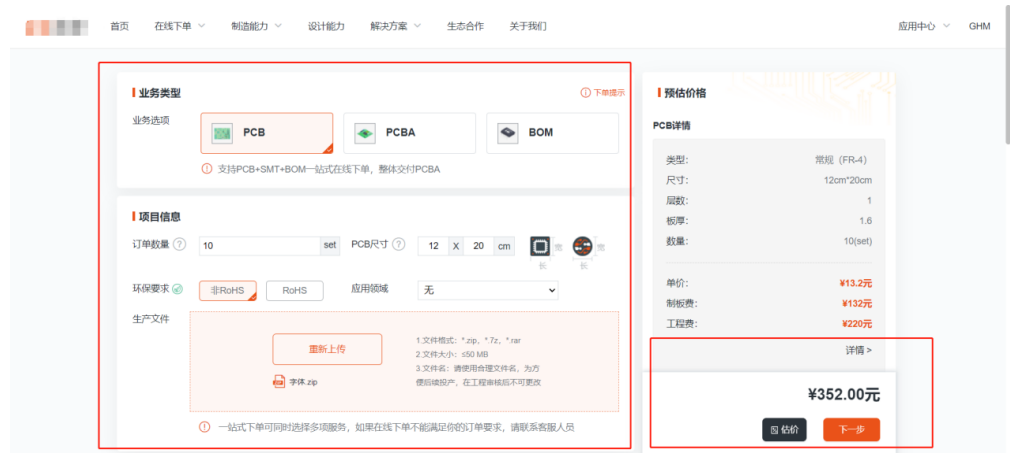 首页 在线下单 制造能力 设计能力 解决方案 生态合作 关于我们 应用中心 GHM
业务类型
下单提示
业务选项
PCB
PCBA
BOM
支持PCB+SMT+BOM一站式在线下单，整体交付PCBA
项目信息
订单数量 ? 10 set PCB尺寸 ? 12 X 20 cm
宽
长
宽
长
环保要求 非RoHS RoHS 应用领域 无
生产文件
重新上传
字体.zip
1.文件格式：*.zip，*.7z，*.rar
2.文件大小：≤50 MB
3.文件名：请使用合理文件名，为方
便后续投产，在工程审核后不可更改
一站式下单可同时选择多项服务，如果在线下单不能满足你的订单要求，请联系客服人员
预估价格
PCB详情
类型： 常规（FR-4）
尺寸： 12cm*20cm
层数： 1
板厚： 1.6
数量： 10(set)
单价： ¥13.2元
制板费： ¥132元
工程费： ¥220元
详情 >
¥352.00元
估价 下一步